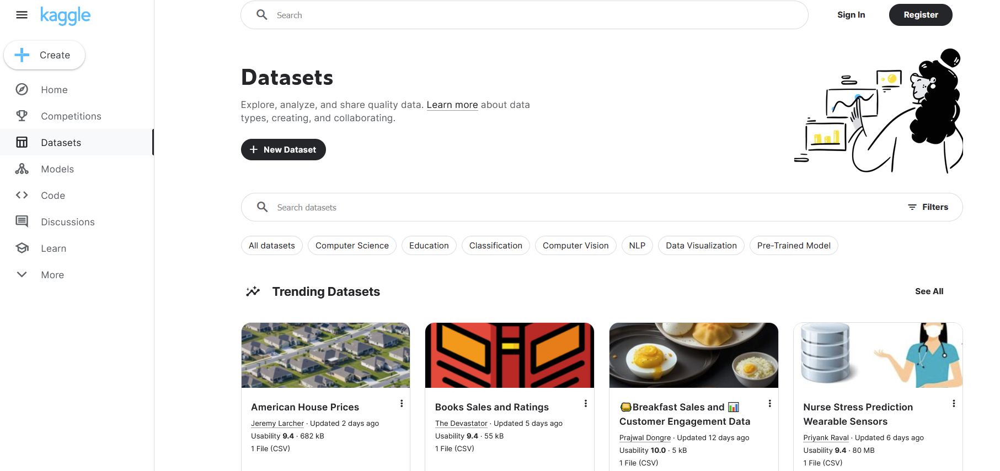 kaggle
Search
Sign In
Register
Create
Home
Competitions
Datasets
Models
Code
Discussions
Learn
More
Datasets
Explore, analyze, and share quality data. Learn more about data
types, creating, and collaborating.
New Dataset
Search datasets
Filters
All datasets
Computer Science
Education
Classification
Computer Vision
NLP
Data Visualization
Pre-Trained Model
Trending Datasets
See All
American House Prices
Jeremy Larcher · Updated 2 days ago
Usability 9.4 · 682 kB
1 File (CSV)
Books Sales and Ratings
The Devastator · Updated 5 days ago
Usability 9.4 · 55 kB
1 File (CSV)
🍔Breakfast Sales and 📊
Customer Engagement Data
Prajwal Dongre · Updated 12 days ago
Usability 10.0 · 5 kB
1 File (CSV)
Nurse Stress Prediction
Wearable Sensors
Priyank Raval · Updated 6 days ago
Usability 9.4 · 80 MB
1 File (CSV)